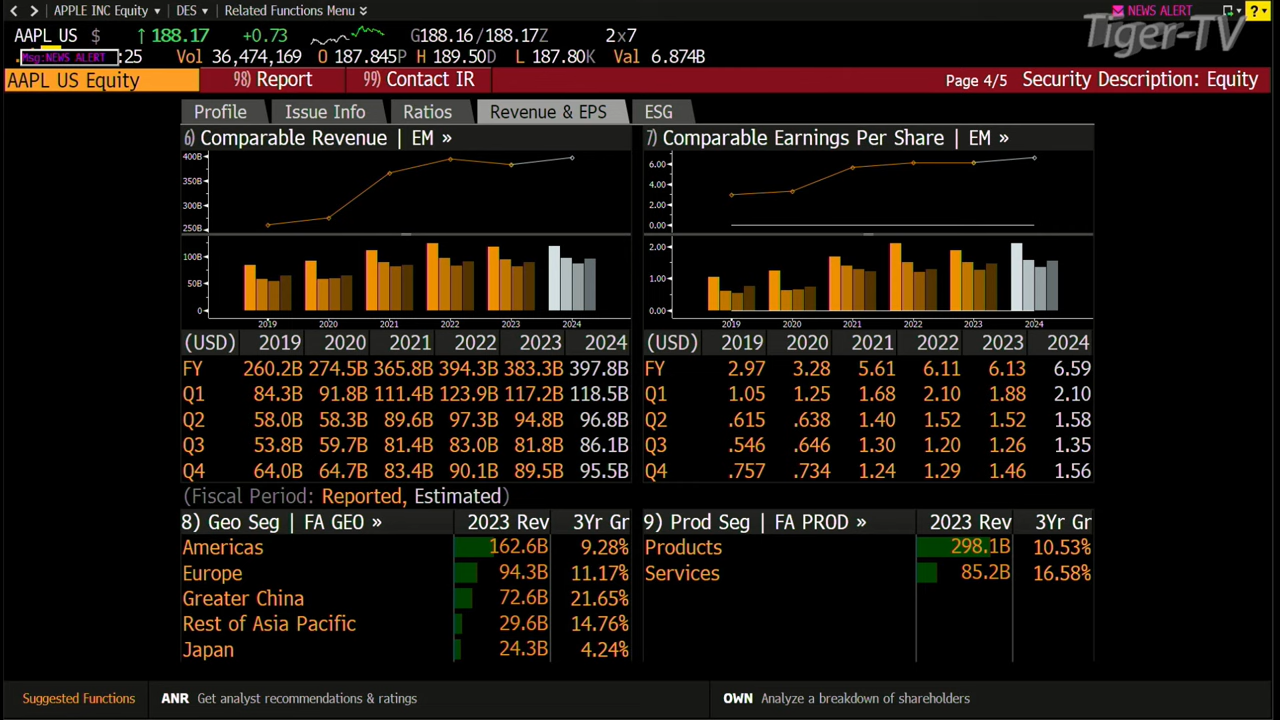 APPLE INC Equity DES Related Functions Menu
NEWS ALERT
?
Tiger-TV
AAPL US $ ↑ 188.17 +0.73 G188.16/188.17Z 2x7
Msg:NEWS ALERT :25 Vol 36,474,169 O 187.845P H 189.50D L 187.80K Val 6.874B
AAPL US Equity 98) Report 99) Contact IR Page 4/5 Security Description: Equity
Profile Issue Info Ratios Revenue & EPS ESG
6) Comparable Revenue | EM »
400B
350B
300B
250B
100B
50B
0
2019 2020 2021 2022 2023 2024
(USD) 2019 2020 2021 2022 2023 2024
FY 260.2B 274.5B 365.8B 394.3B 383.3B 397.8B
Q1 84.3B 91.8B 111.4B 123.9B 117.2B 118.5B
Q2 58.0B 58.3B 89.6B 97.3B 94.8B 96.8B
Q3 53.8B 59.7B 81.4B 83.0B 81.8B 86.1B
Q4 64.0B 64.7B 83.4B 90.1B 89.5B 95.5B
(Fiscal Period: Reported, Estimated)
7) Comparable Earnings Per Share | EM »
6.00
4.00
2.00
0.00
2.00
1.00
0.00
2019 2020 2021 2022 2023 2024
(USD) 2019 2020 2021 2022 2023 2024
FY 2.97 3.28 5.61 6.11 6.13 6.59
Q1 1.05 1.25 1.68 2.10 1.88 2.10
Q2 .615 .638 1.40 1.52 1.52 1.58
Q3 .546 .646 1.30 1.20 1.26 1.35
Q4 .757 .734 1.24 1.29 1.46 1.56
8) Geo Seg | FA GEO » 2023 Rev 3Yr Gr
Americas 162.6B 9.28%
Europe 94.3B 11.17%
Greater China 72.6B 21.65%
Rest of Asia Pacific 29.6B 14.76%
Japan 24.3B 4.24%
9) Prod Seg | FA PROD » 2023 Rev 3Yr Gr
Products 298.1B 10.53%
Services 85.2B 16.58%
Suggested Functions ANR Get analyst recommendations & ratings OWN Analyze a breakdown of shareholders